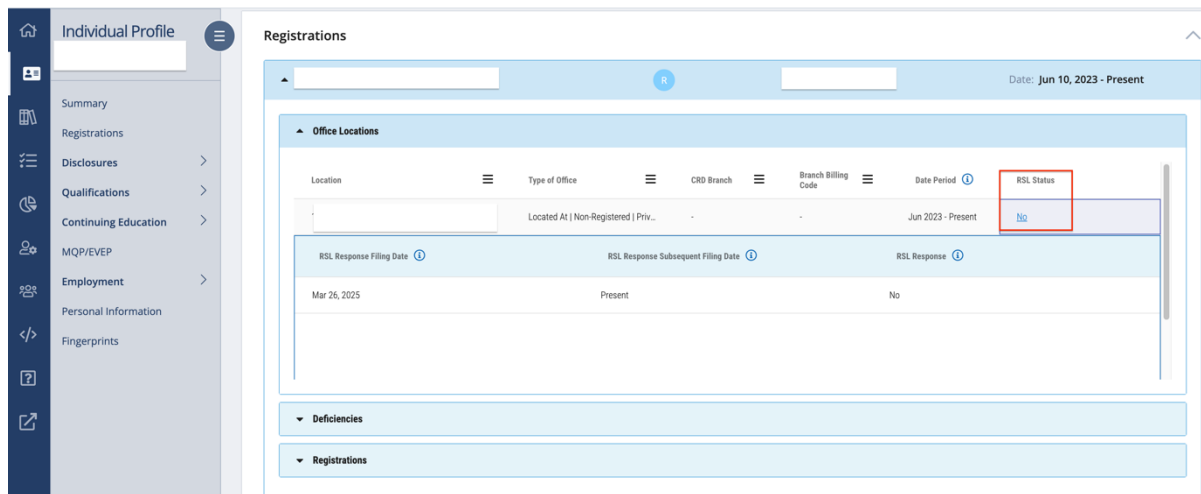 Individual Profile
Summary
Registrations
Disclosures
Qualifications
Continuing Education
MQP/EVEP
Employment
Personal Information
Fingerprints
Registrations
R
Date: Jun 10, 2023 - Present
Office Locations
Location Type of Office CRD Branch Branch Billing Code Date Period RSL Status
Located At | Non-Registered | Priv... - - Jun 2023 - Present No
RSL Response Filing Date RSL Response Subsequent Filing Date RSL Response
Mar 26, 2025 Present No
Deficiencies
Registrations